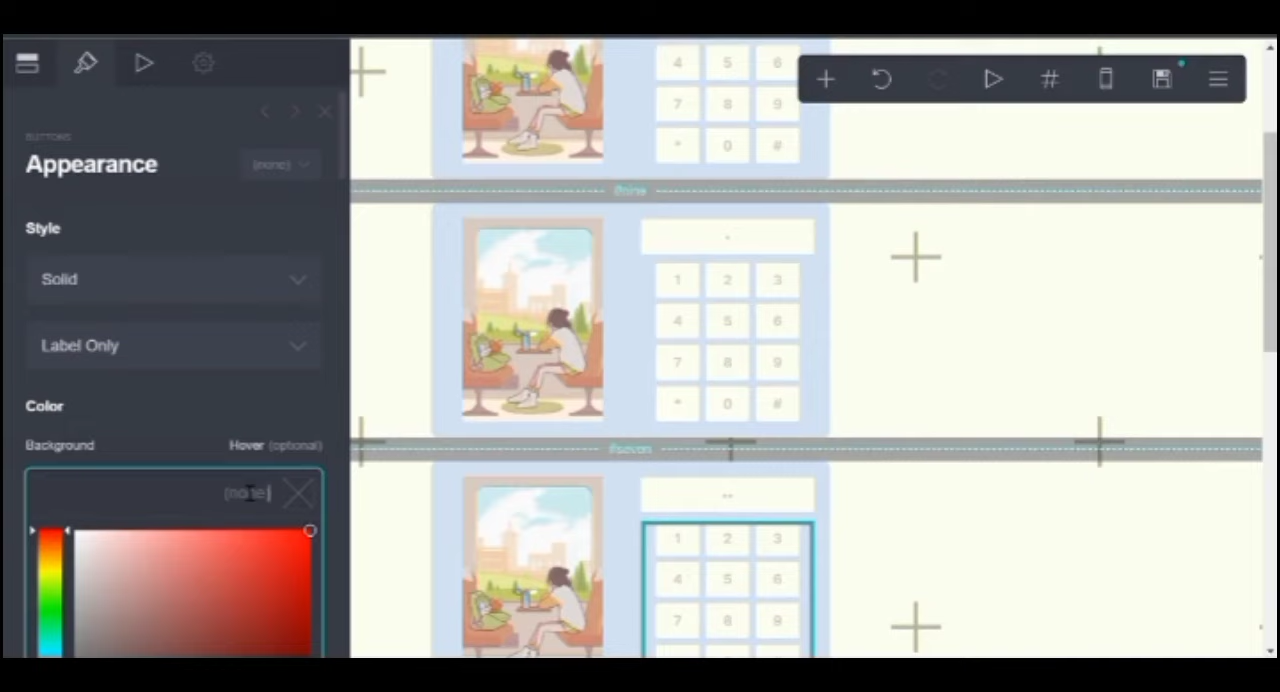 BUTTONS
Appearance
(none)
Style
Solid
Label Only
Color
Background
Hover (optional)
(none)
4 5 6
7 8 9
* 0 #
#nine
*
1 2 3
4 5 6
7 8 9
* 0 #
#seven
**
1 2 3
4 5 6
7 8 9